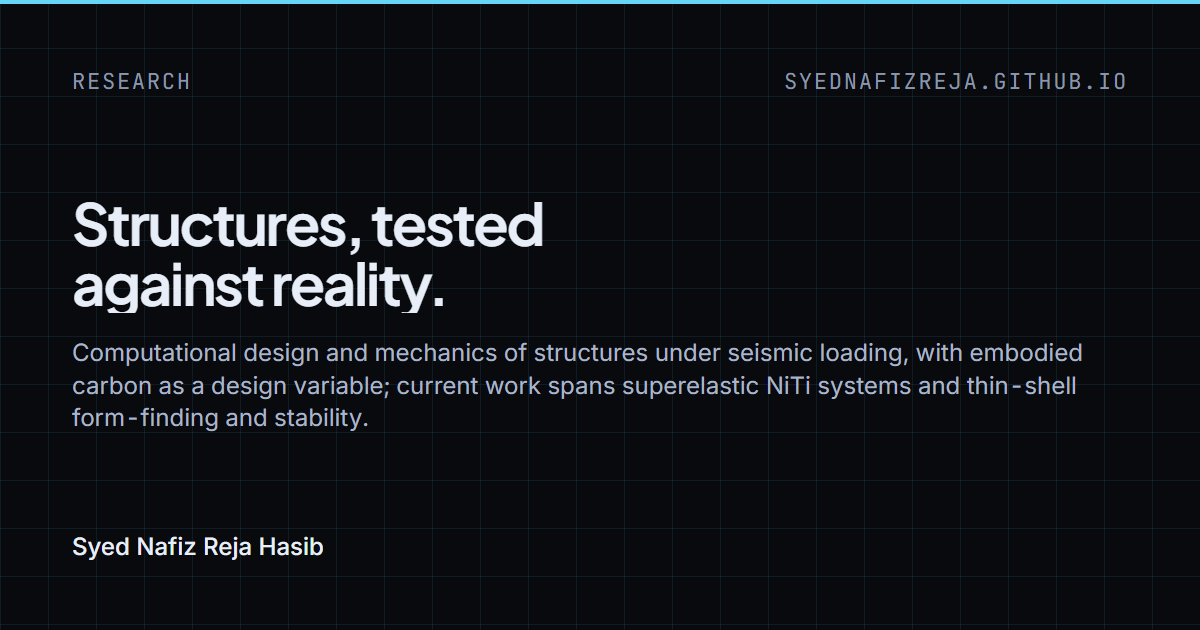 RESEARCH
SYEDNAFIZREJA.GITHUB.IO
Structures, tested
against reality.
Computational design and mechanics of structures under seismic loading, with embodied
carbon as a design variable; current work spans superelastic NiTi systems and thin-shell
form-finding and stability.
Syed Nafiz Reja Hasib